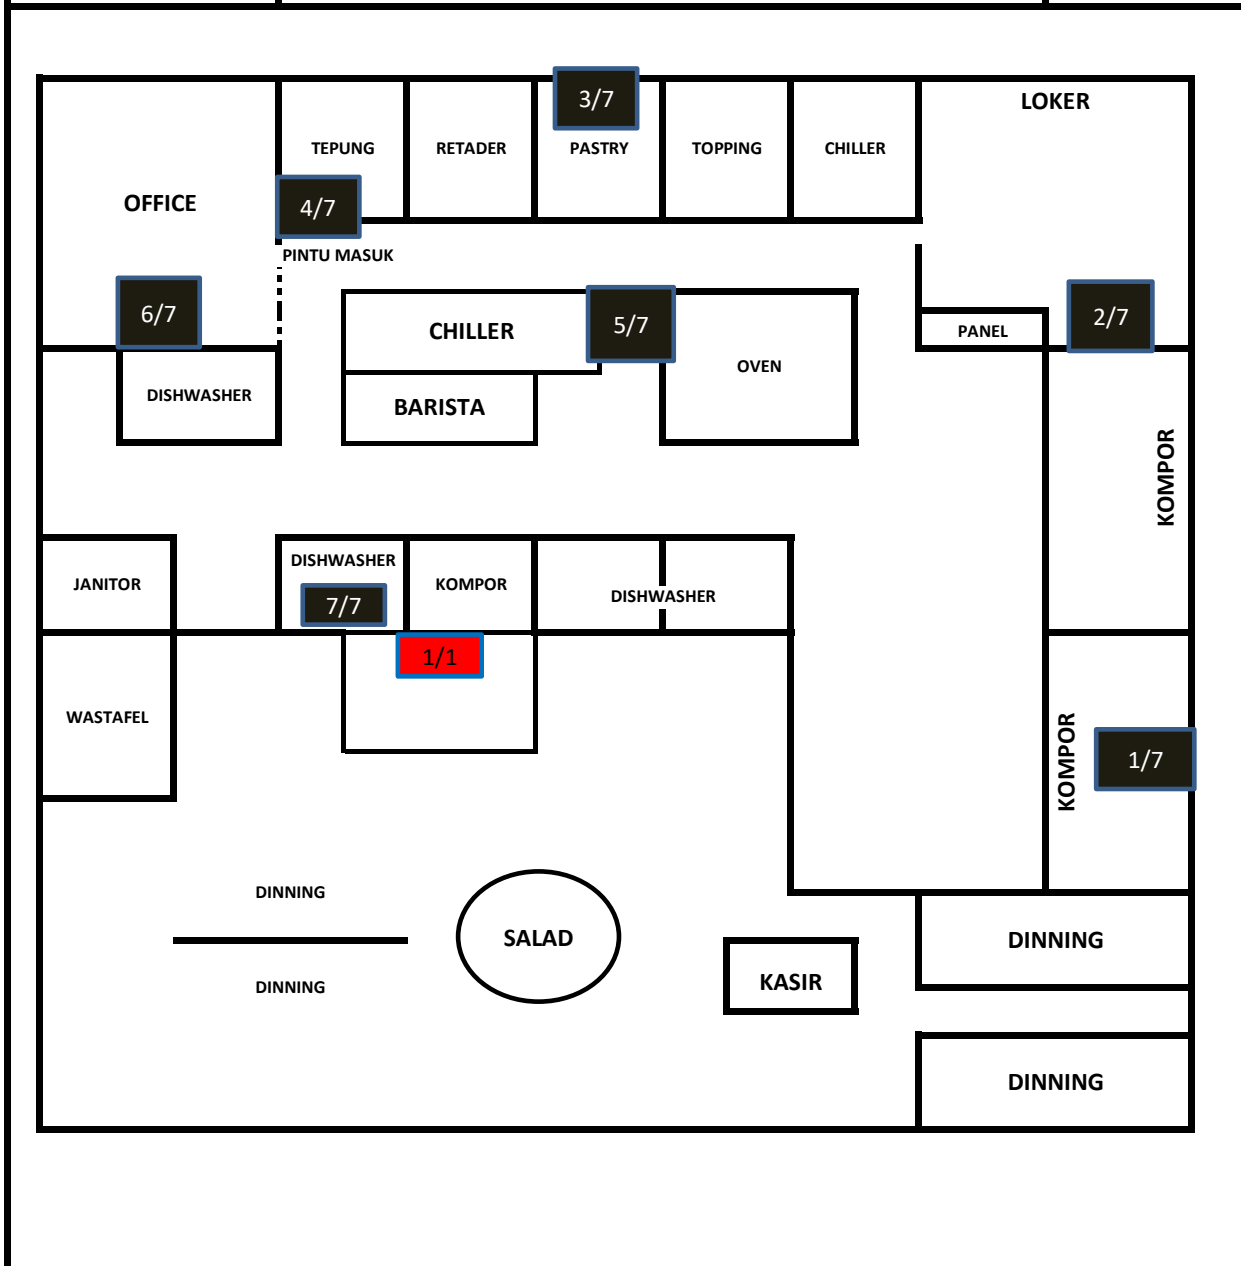 3/7
LOKER
TEPUNG
RETADER
PASTRY
TOPPING
CHILLER
OFFICE
4/7
PINTU MASUK
6/7
CHILLER
5/7
2/7
PANEL
OVEN
DISHWASHER
BARISTA
KOMPOR
DISHWASHER
JANITOR
KOMPOR
DISHWASHER
7/7
1/1
WASTAFEL
KOMPOR
1/7
DINNING
SALAD
DINNING
DINNING
KASIR
DINNING